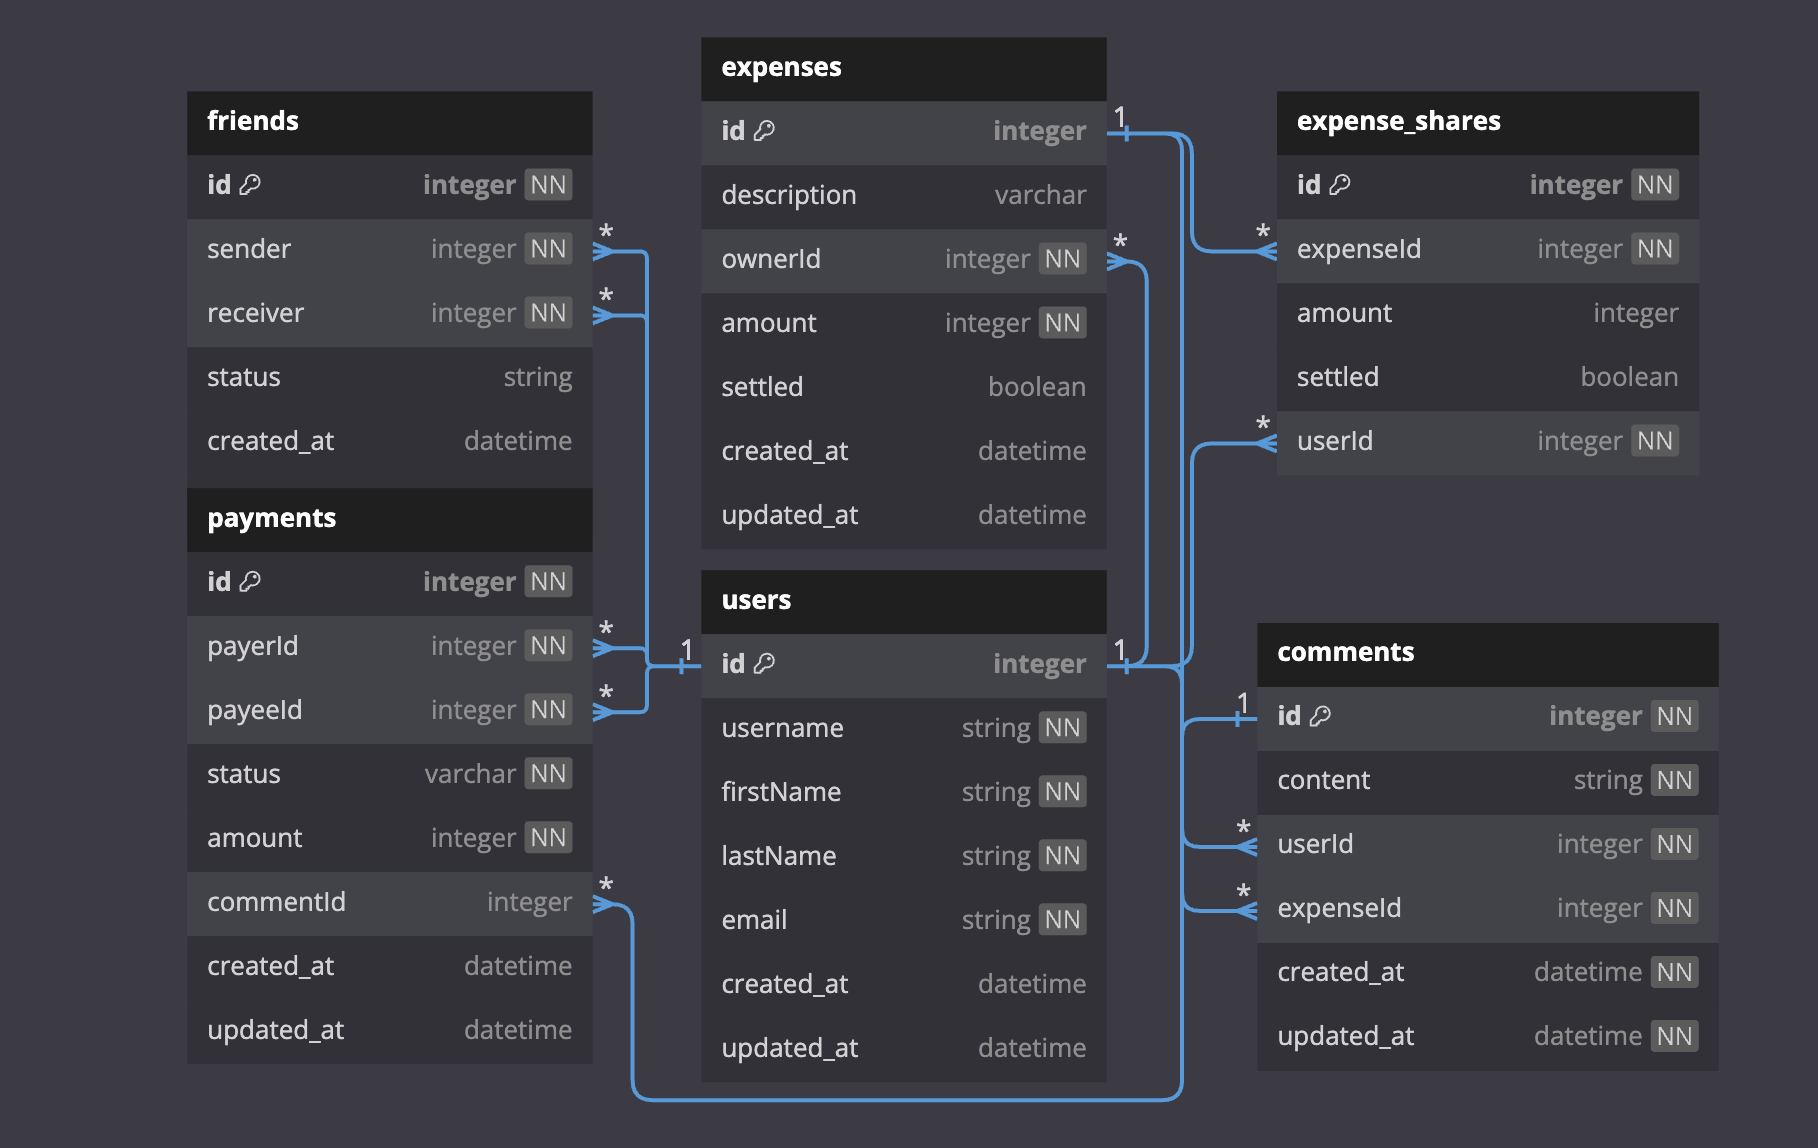 friends
id integer NN
sender integer NN *
receiver integer NN *
status string
created_at datetime
payments
id integer NN
payerId integer NN *
payeeId integer NN *
status varchar NN
amount integer NN
commentId integer *
created_at datetime
updated_at datetime
expenses
id integer 1
description varchar
ownerId integer NN *
amount integer NN
settled boolean
created_at datetime
updated_at datetime
users
1 id integer 1
username string NN
firstName string NN
lastName string NN
email string NN
created_at datetime
updated_at datetime
expense_shares
id integer NN
* expenseId integer NN
amount integer
settled boolean
* userId integer NN
comments
1 id integer NN
content string NN
* userId integer NN
* expenseId integer NN
created_at datetime NN
updated_at datetime NN